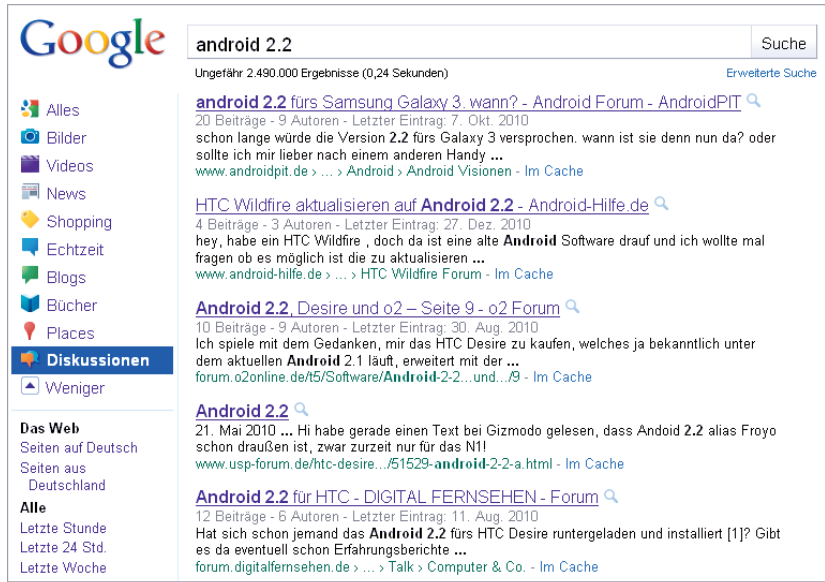 Google
android 2.2
Suche
Ungefähr 2.490.000 Ergebnisse (0,24 Sekunden)
Erweiterte Suche
Alles
Bilder
Videos
News
Shopping
Echtzeit
Blogs
Bücher
Places
Diskussionen
Weniger
Das Web
Seiten auf Deutsch
Seiten aus
Deutschland
Alle
Letzte Stunde
Letzte 24 Std.
Letzte Woche
android 2.2 fürs Samsung Galaxy 3. wann? - Android Forum - AndroidPIT
20 Beiträge - 9 Autoren - Letzter Eintrag: 7. Okt. 2010
schon lange würde die Version 2.2 fürs Galaxy 3 versprochen. wann ist sie denn nun da? oder
sollte ich mir lieber nach einem anderen Handy ...
www.androidpit.de › ... › Android › Android Visionen - Im Cache
HTC Wildfire aktualisieren auf Android 2.2 - Android-Hilfe.de
4 Beiträge - 3 Autoren - Letzter Eintrag: 27. Dez. 2010
hey, habe ein HTC Wildfire , doch da ist eine alte Android Software drauf und ich wollte mal
fragen ob es möglich ist die zu aktualisieren ...
www.android-hilfe.de › ... › HTC Wildfire Forum - Im Cache
Android 2.2, Desire und o2 – Seite 9 - o2 Forum
10 Beiträge - 9 Autoren - Letzter Eintrag: 30. Aug. 2010
Ich spiele mit dem Gedanken, mir das HTC Desire zu kaufen, welches ja bekanntlich unter
dem aktuellen Android 2.1 läuft, erweitert mit der ...
forum.o2online.de/t5/Software/Android-2-2...und.../9 - Im Cache
Android 2.2
21. Mai 2010 ... Hi habe gerade einen Text bei Gizmodo gelesen, dass Andoid 2.2 alias Froyo
schon draußen ist, zwar zurzeit nur für das N1!
www.usp-forum.de/htc-desire.../51529-android-2-2-a.html - Im Cache
Android 2.2 für HTC - DIGITAL FERNSEHEN - Forum
12 Beiträge - 6 Autoren - Letzter Eintrag: 11. Aug. 2010
Hat sich schon jemand das Android 2.2 fürs HTC Desire runtergeladen und installiert [1]? Gibt
es da eventuell schon Erfahrungsberichte ...
forum.digitalfernsehen.de › ... › Talk › Computer & Co. - Im Cache